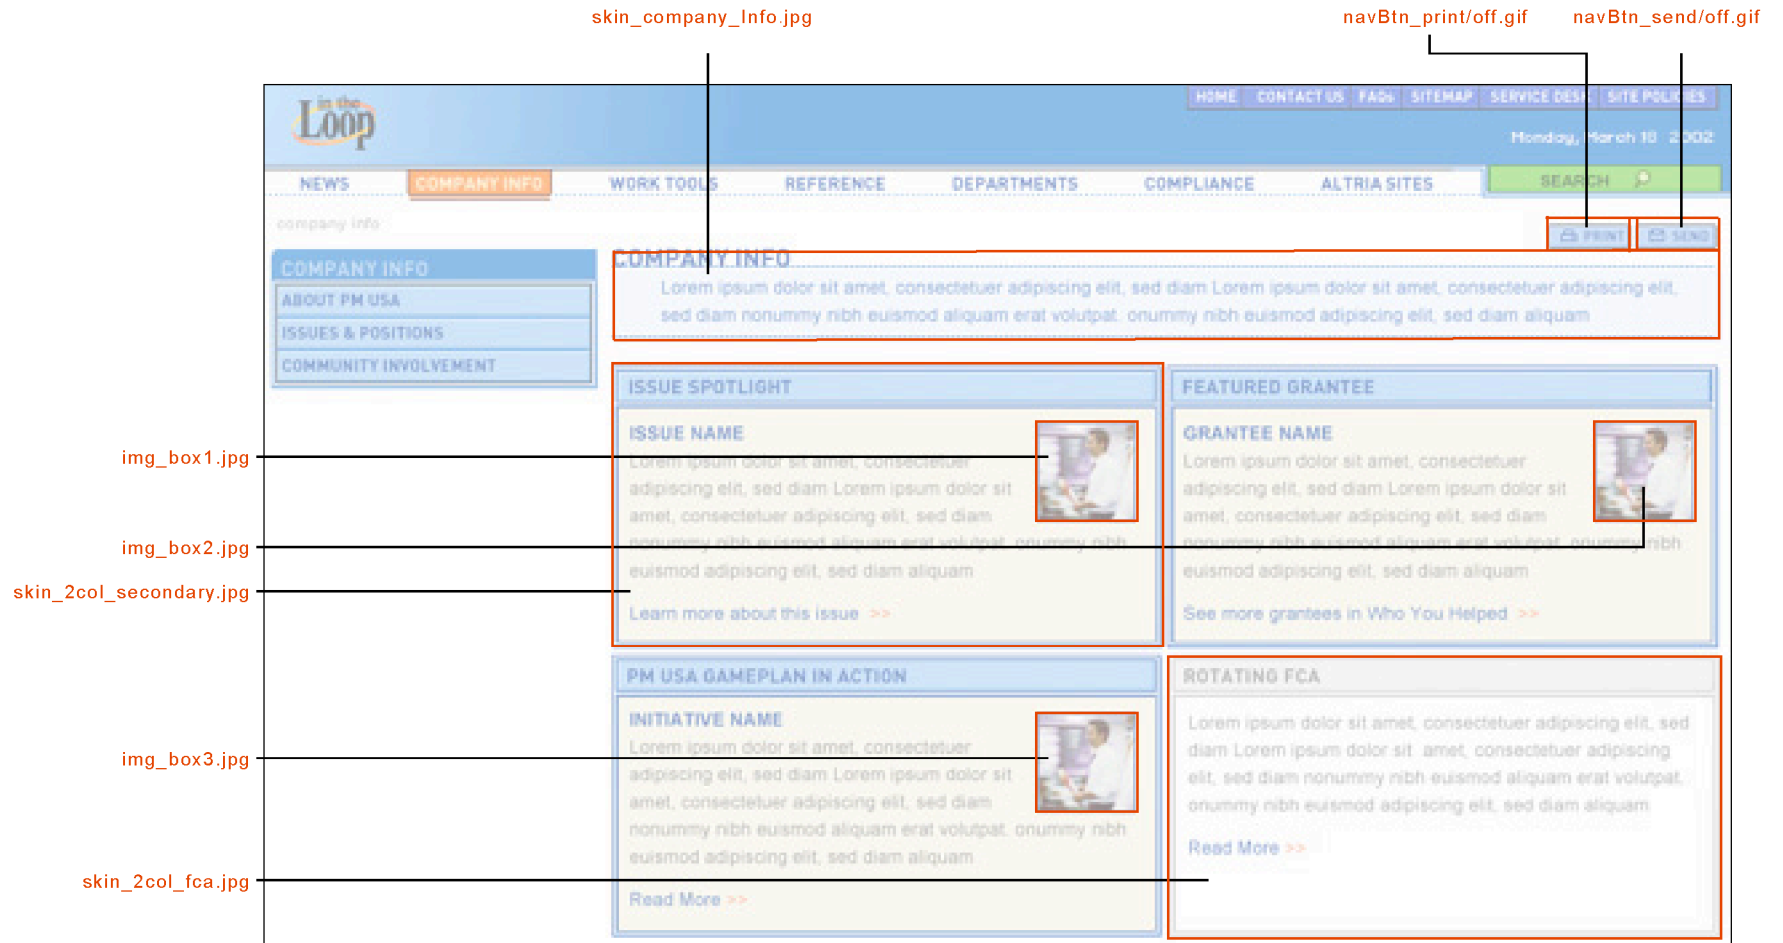 skin_company_Info.jpg
navBtn_print/off.gif
navBtn_send/off.gif
in the
Loop
HOME CONTACT US FAQs SITEMAP SERVICE DESK SITE POLICIES
Monday, March 18 2002
NEWS COMPANY INFO WORK TOOLS REFERENCE DEPARTMENTS COMPLIANCE ALTRIA SITES SEARCH
company info
PRINT SEND
COMPANY INFO
ABOUT PM USA
ISSUES & POSITIONS
COMMUNITY INVOLVEMENT
COMPANY INFO
Lorem ipsum dolor sit amet, consectetuer adipiscing elit, sed diam Lorem ipsum dolor sit amet, consectetuer adipiscing elit,
sed diam nonummy nibh euismod aliquam erat volutpat. onummy nibh euismod adipiscing elit, sed diam aliquam
ISSUE SPOTLIGHT
ISSUE NAME
Lorem ipsum dolor sit amet, consectetuer
adipiscing elit, sed diam Lorem ipsum dolor sit
amet, consectetuer adipiscing elit, sed diam
nonummy nibh euismod aliquam erat volutpat. onummy nibh
euismod adipiscing elit, sed diam aliquam
Learn more about this issue >>
FEATURED GRANTEE
GRANTEE NAME
Lorem ipsum dolor sit amet, consectetuer
adipiscing elit, sed diam Lorem ipsum dolor sit
amet, consectetuer adipiscing elit, sed diam
nonummy nibh euismod aliquam erat volutpat. onummy nibh
euismod adipiscing elit, sed diam aliquam
See more grantees in Who You Helped >>
img_box1.jpg
img_box2.jpg
skin_2col_secondary.jpg
PM USA GAMEPLAN IN ACTION
INITIATIVE NAME
Lorem ipsum dolor sit amet, consectetuer
adipiscing elit, sed diam Lorem ipsum dolor sit
amet, consectetuer adipiscing elit, sed diam
nonummy nibh euismod aliquam erat volutpat. onummy nibh
euismod adipiscing elit, sed diam aliquam
Read More >>
ROTATING FCA
Lorem ipsum dolor sit amet, consectetuer adipiscing elit, sed
diam Lorem ipsum dolor sit amet, consectetuer adipiscing
elit, sed diam nonummy nibh euismod aliquam erat volutpat.
onummy nibh euismod adipiscing elit, sed diam aliquam
Read More >>
img_box3.jpg
skin_2col_fca.jpg